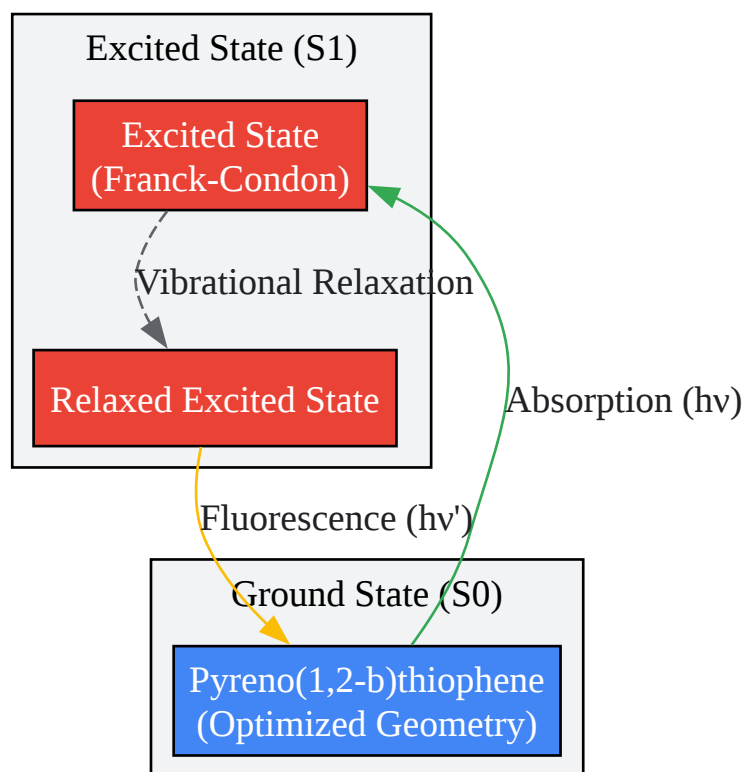 Excited State (S1)
Excited State
(Franck-Condon)
Vibrational Relaxation
Relaxed Excited State
Absorption (hν)
Fluorescence (hν')
Ground State (S0)
Pyreno(1,2-b)thiophene
(Optimized Geometry)